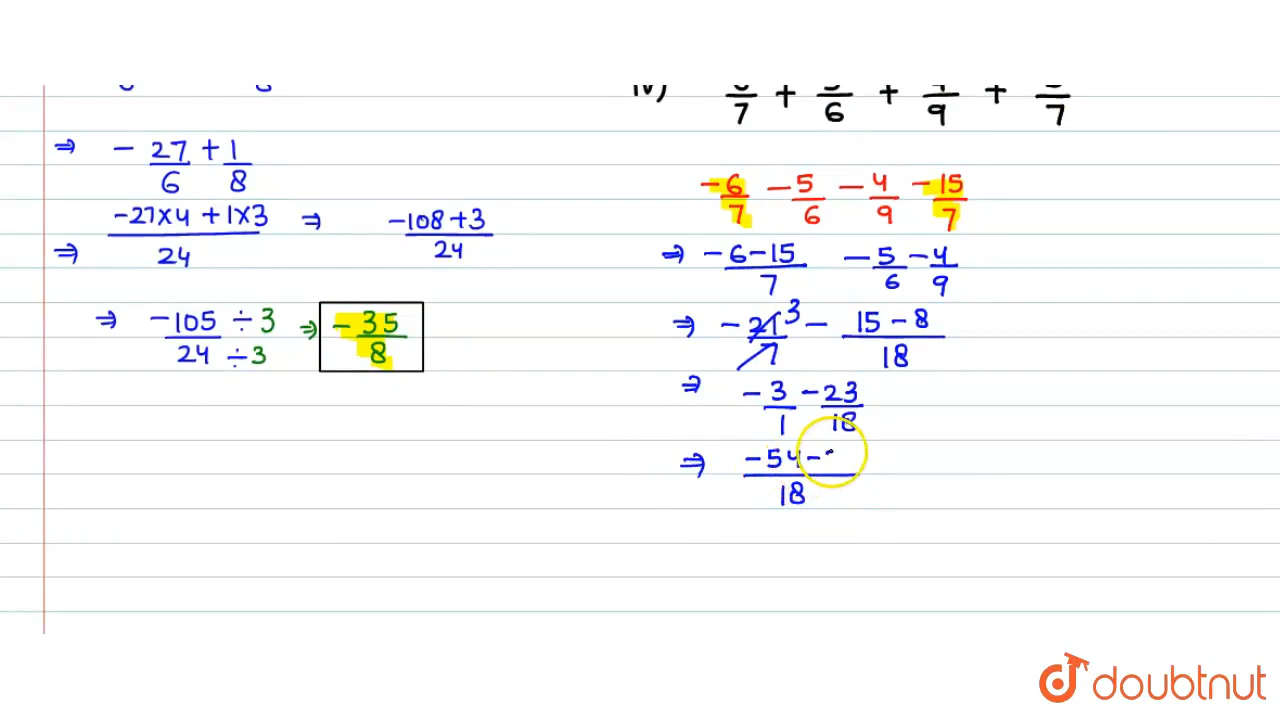 ⇒ - 27/6 + 1/8
-27×4 + 1×3 ⇒ -108+3/24
⇒ 24
⇒ -105÷3/24÷3 ⇒ -35/8
iv) /7 + /6 + /9 + /7
-6/7 -5/6 -4/9 -15/7
⇒ -6-15/7 -5/6 -4/9
⇒ -21/7 3 - 15-8/18
⇒ -3/1 -23/18
⇒ -54-/18
doubtnut